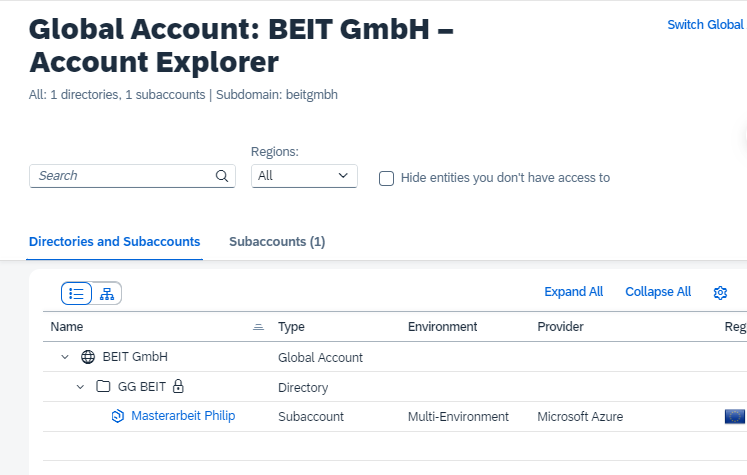 Global Account: BEIT GmbH –
Account Explorer
Switch Global
All: 1 directories, 1 subaccounts | Subdomain: beitgmbh
Regions:
Search
All
Hide entities you don't have access to
Directories and Subaccounts
Subaccounts (1)
Expand All
Collapse All
Name Type Environment Provider Reg
BEIT GmbH Global Account
GG BEIT Directory
Masterarbeit Philip Subaccount Multi-Environment Microsoft Azure